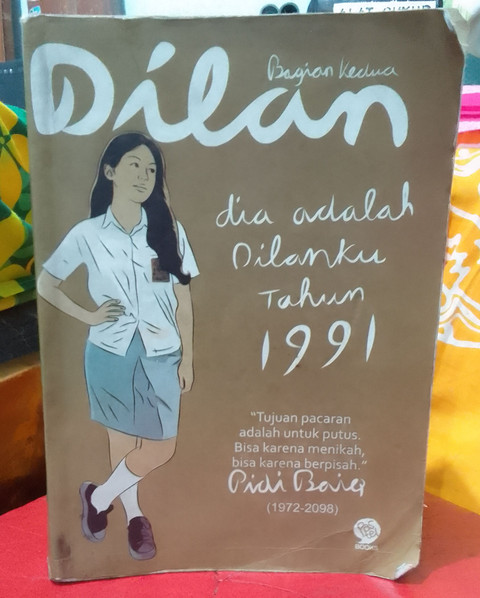 Bagian Kedua
Dilan
dia adalah
Dilanku
Tahun
1991
"Tujuan pacaran
adalah untuk putus.
Bisa karena menikah,
bisa karena berpisah."
Pidi Baiq
(1972-2098)